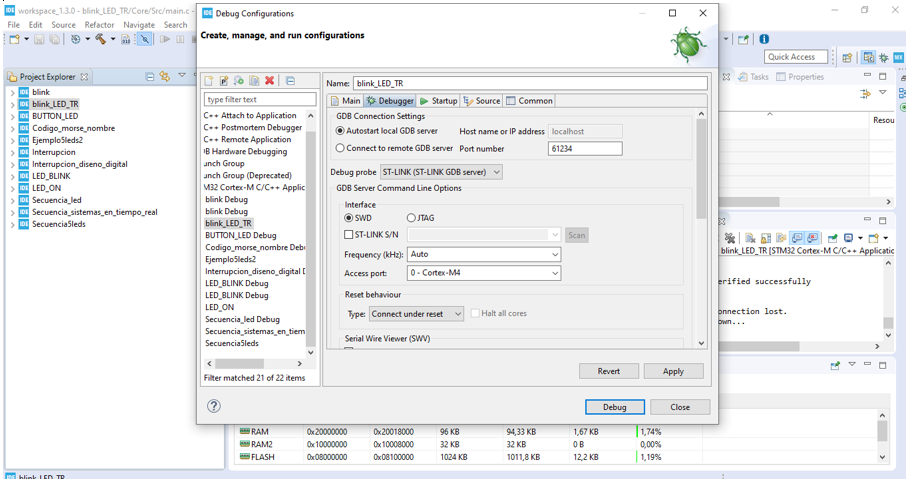 workspace_1.3.0 - blink_LED_TR/Core/Src/main.c -
File Edit Source Refactor Navigate Search
Quick Access
Project Explorer
blink
blink_LED_TR
BUTTON_LED
Codigo_morse_nombre
Ejemplo5leds2
Interrupcion
Interrupcion_diseno_digital
LED_BLINK
LED_ON
Secuencia_led
Secuencia_sistemas_en_tiempo_real
Secuencia5leds
IDE Debug Configurations
Create, manage, and run configurations
type filter text
C++ Attach to Application
C++ Postmortem Debugger
C++ Remote Application
DB Hardware Debugging
unch Group
unch Group (Deprecated)
M32 Cortex-M C/C++ Applic
blink Debug
blink Debug
blink_LED_TR
BUTTON_LED Debug
Codigo_morse_nombre Debu
Ejemplo5leds2
Interrupcion_diseno_digital D
LED_BLINK Debug
LED_BLINK Debug
LED_ON
Secuencia_led Debug
Secuencia_sistemas_en_tiem
Secuencia5leds
Filter matched 21 of 22 items
Name: blink_LED_TR
Main Debugger Startup Source Common
GDB Connection Settings
Autostart local GDB server Host name or IP address localhost
Connect to remote GDB server Port number 61234
Debug probe ST-LINK (ST-LINK GDB server)
GDB Server Command Line Options
Interface
SWD JTAG
ST-LINK S/N Scan
Frequency (kHz): Auto
Access port: 0 - Cortex-M4
Reset behaviour
Type: Connect under reset Halt all cores
Serial Wire Viewer (SWV)
Revert Apply
Debug Close
Tasks Properties
Resou
blink_LED_TR [STM32 Cortex-M C/C++ Applicatio
erified successfully
onnection lost.
own...
RAM 0x20000000 0x20018000 96 KB 94,33 KB 1,67 KB 1,74%
RAM2 0x10000000 0x10008000 32 KB 32 KB 0 B 0,00%
FLASH 0x08000000 0x08100000 1024 KB 1011,8 KB 12,2 KB 1,19%
blink_LED_TR